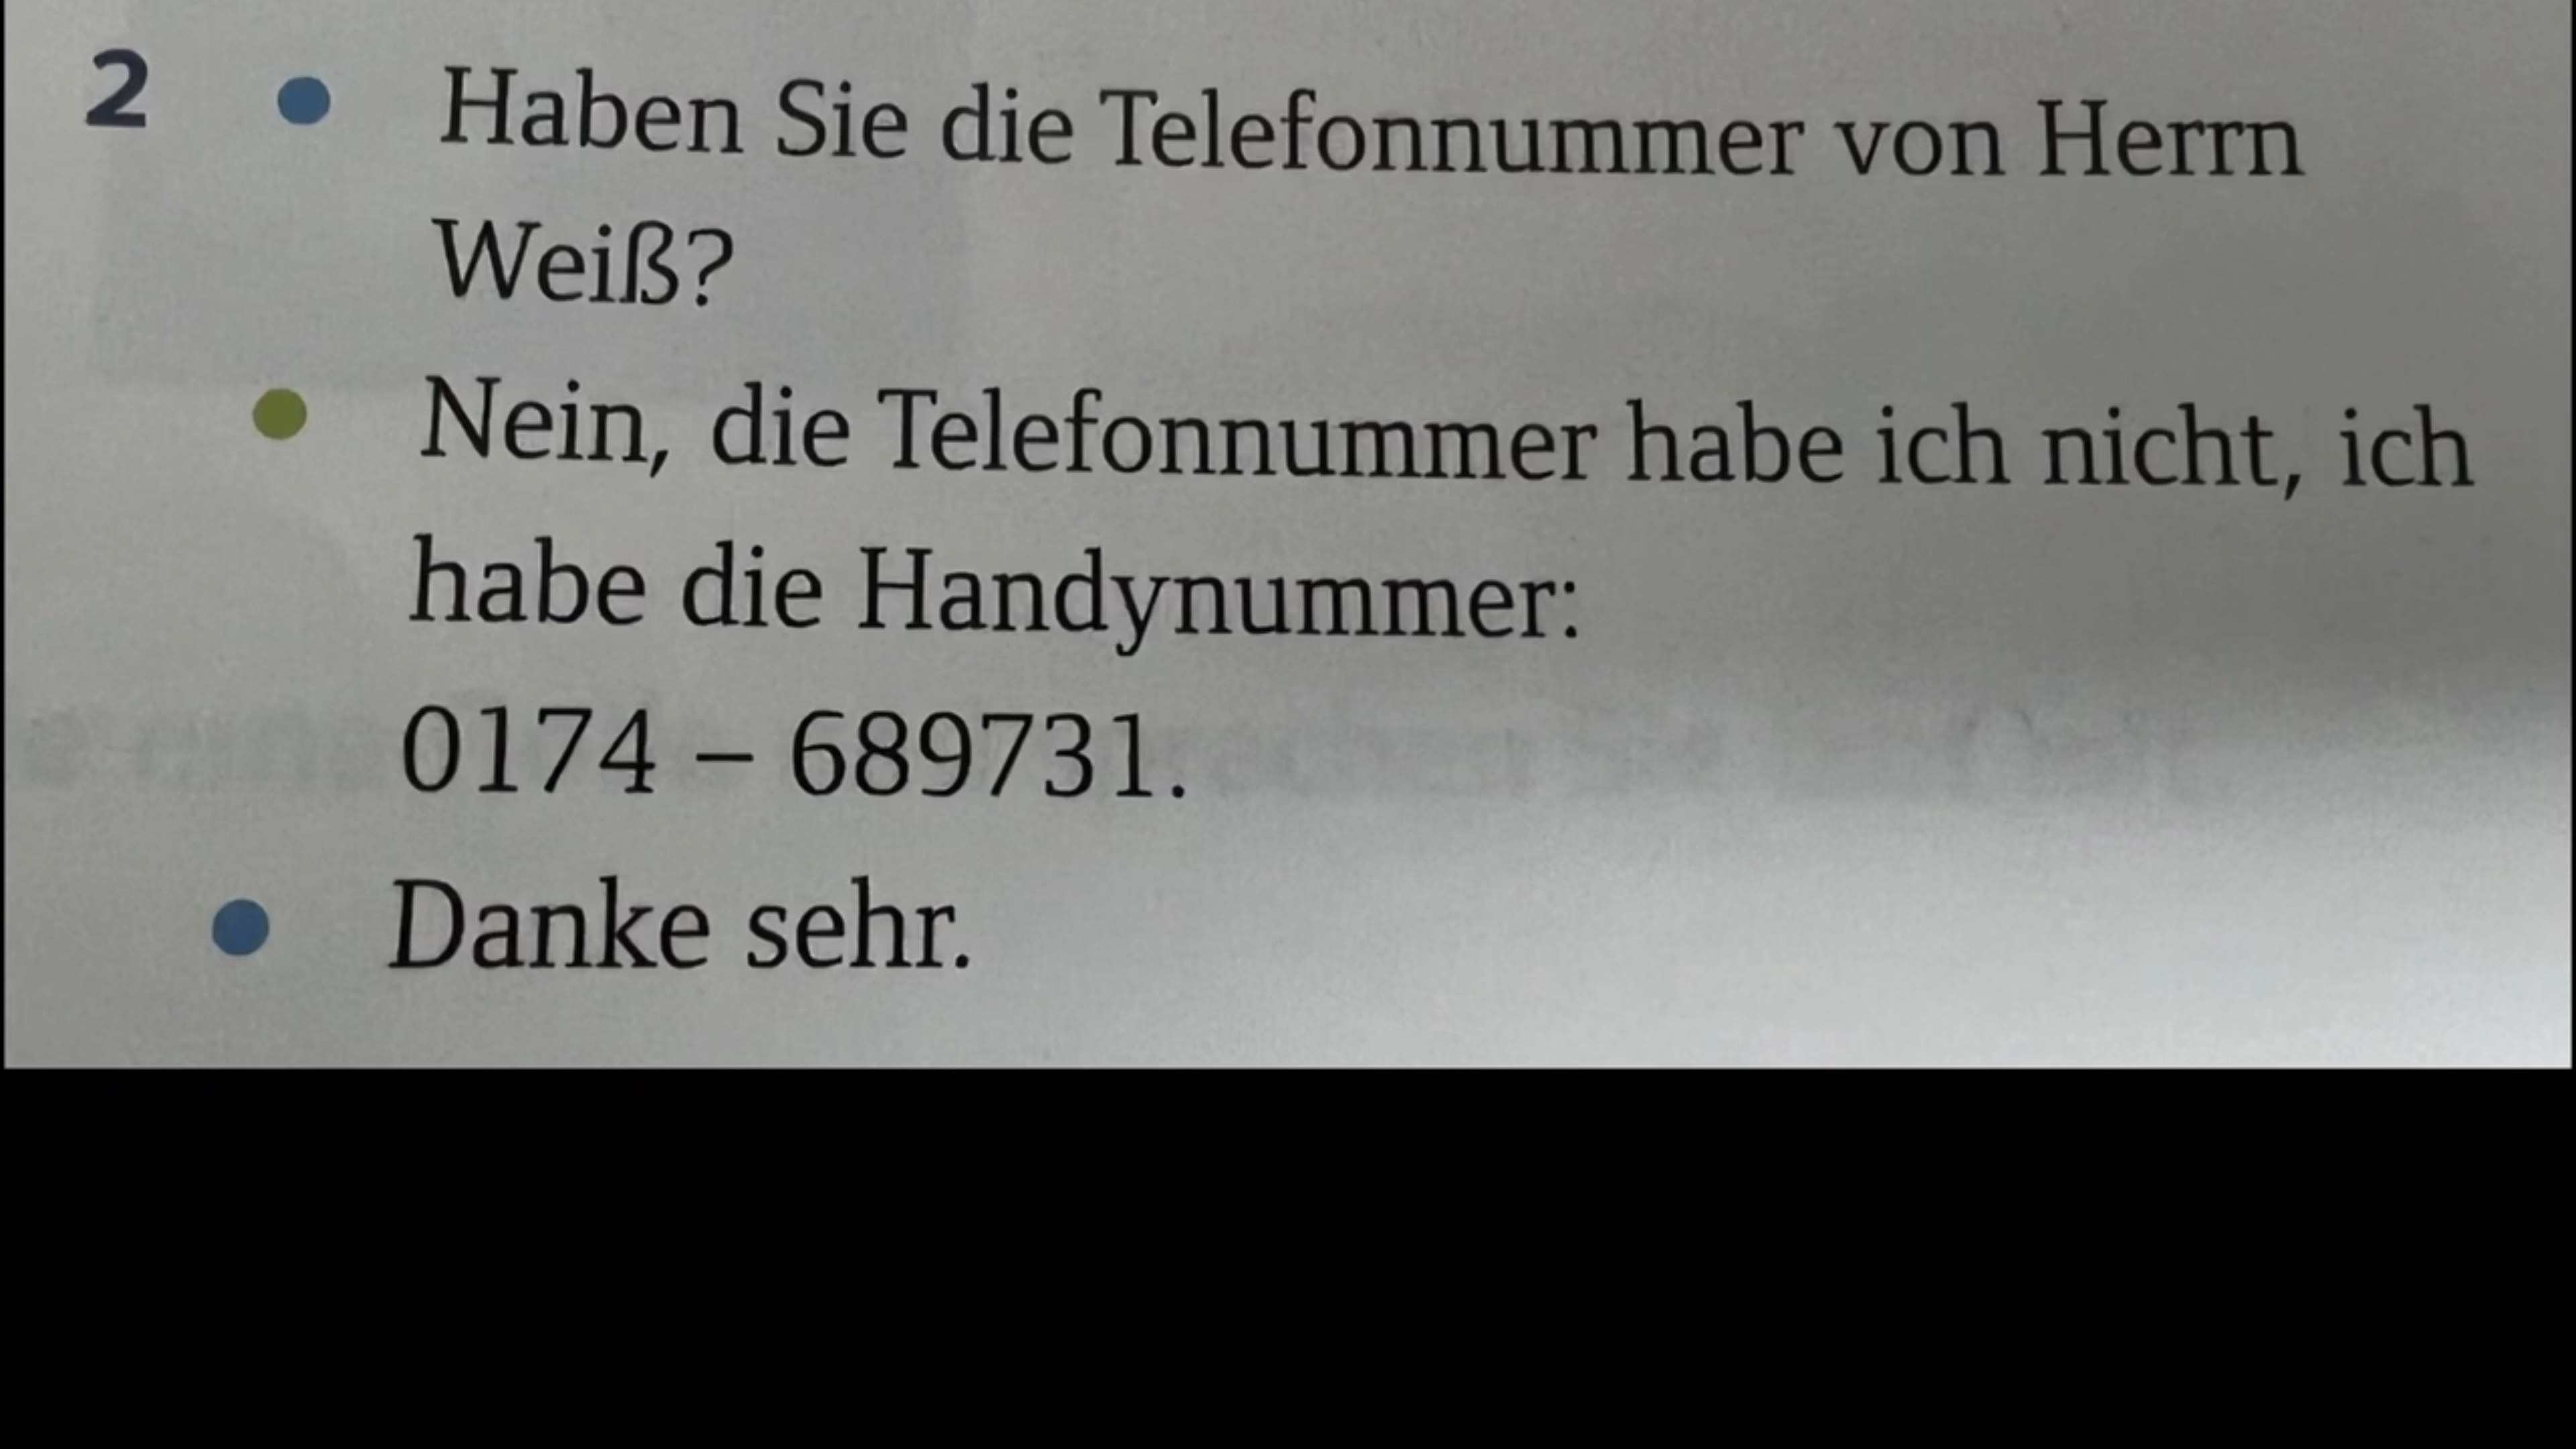 2 • Haben Sie die Telefonnummer von Herrn
Weiß?
• Nein, die Telefonnummer habe ich nicht, ich
habe die Handynummer:
0174 – 689731.
• Danke sehr.